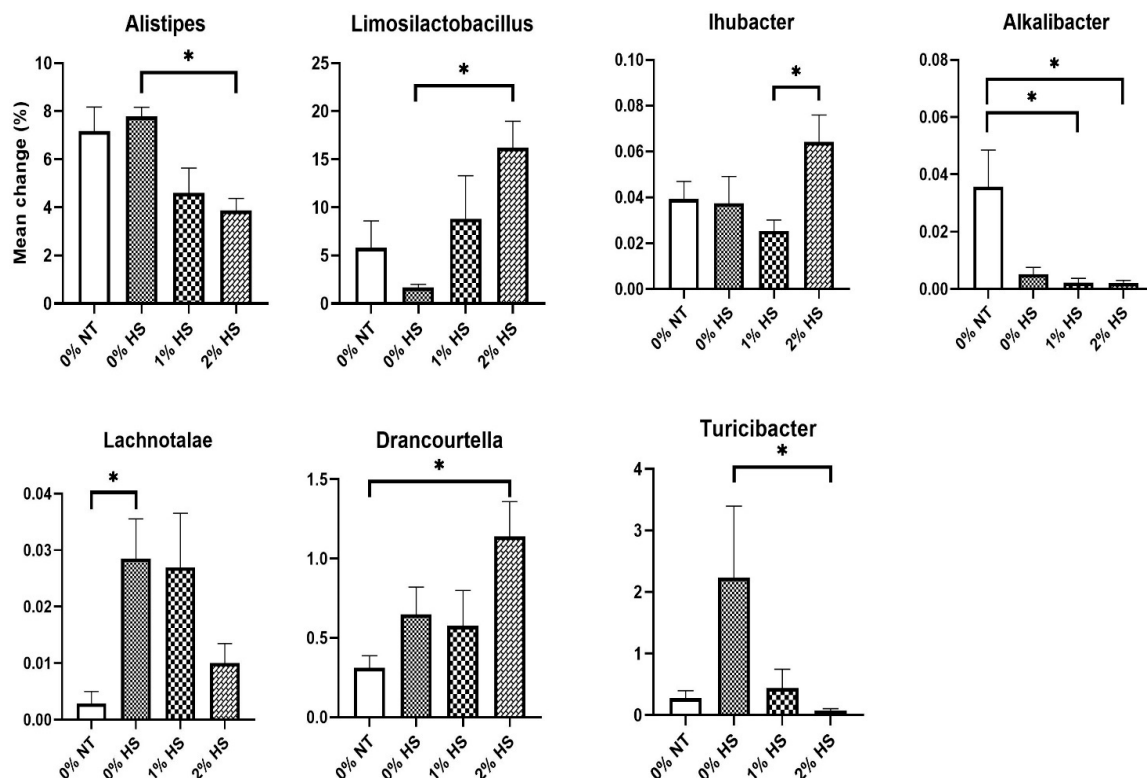 Alistipes
Mean change (%)
10
8
6
4
2
0
*
0% NT
0% HS
1% HS
2% HS
Limosilactobacillus
25
20
15
10
5
0
*
0% NT
0% HS
1% HS
2% HS
Ihubacter
0.10
0.08
0.06
0.04
0.02
0.00
*
0% NT
0% HS
1% HS
2% HS
Alkalibacter
0.08
0.06
0.04
0.02
0.00
*
*
0% NT
0% HS
1% HS
2% HS
Lachnotalae
0.04
0.03
0.02
0.01
0.00
*
0% NT
0% HS
1% HS
2% HS
Drancourtella
1.5
1.0
0.5
0.0
*
0% NT
0% HS
1% HS
2% HS
Turicibacter
4
3
2
1
0
*
0% NT
0% HS
1% HS
2% HS